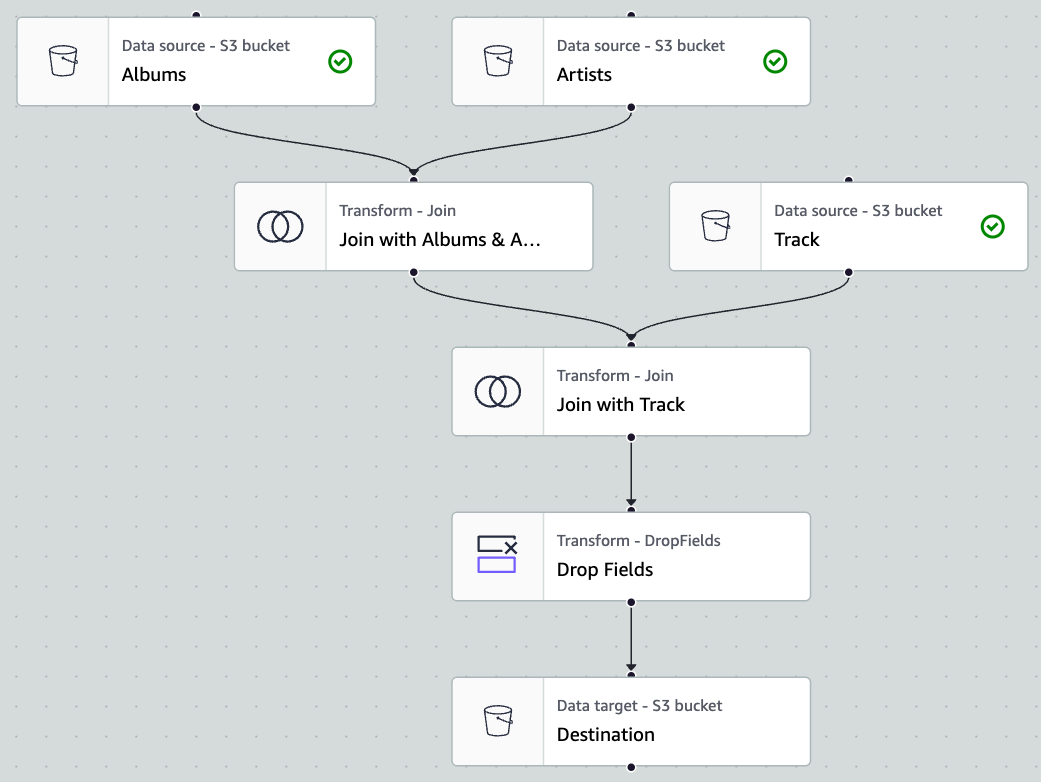 Data source - S3 bucket
Albums
Data source - S3 bucket
Artists
Transform - Join
Join with Albums & A...
Data source - S3 bucket
Track
Transform - Join
Join with Track
Transform - DropFields
Drop Fields
Data target - S3 bucket
Destination